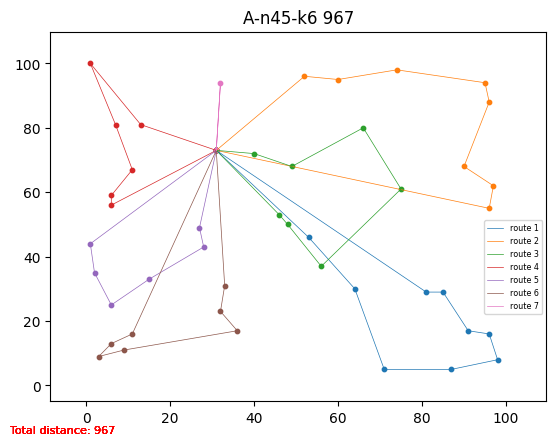 A-n45-k6 967
100
80
60
40
20
0
route 1
route 2
route 3
route 4
route 5
route 6
route 7
0 20 40 60 80 100
Total distance: 967